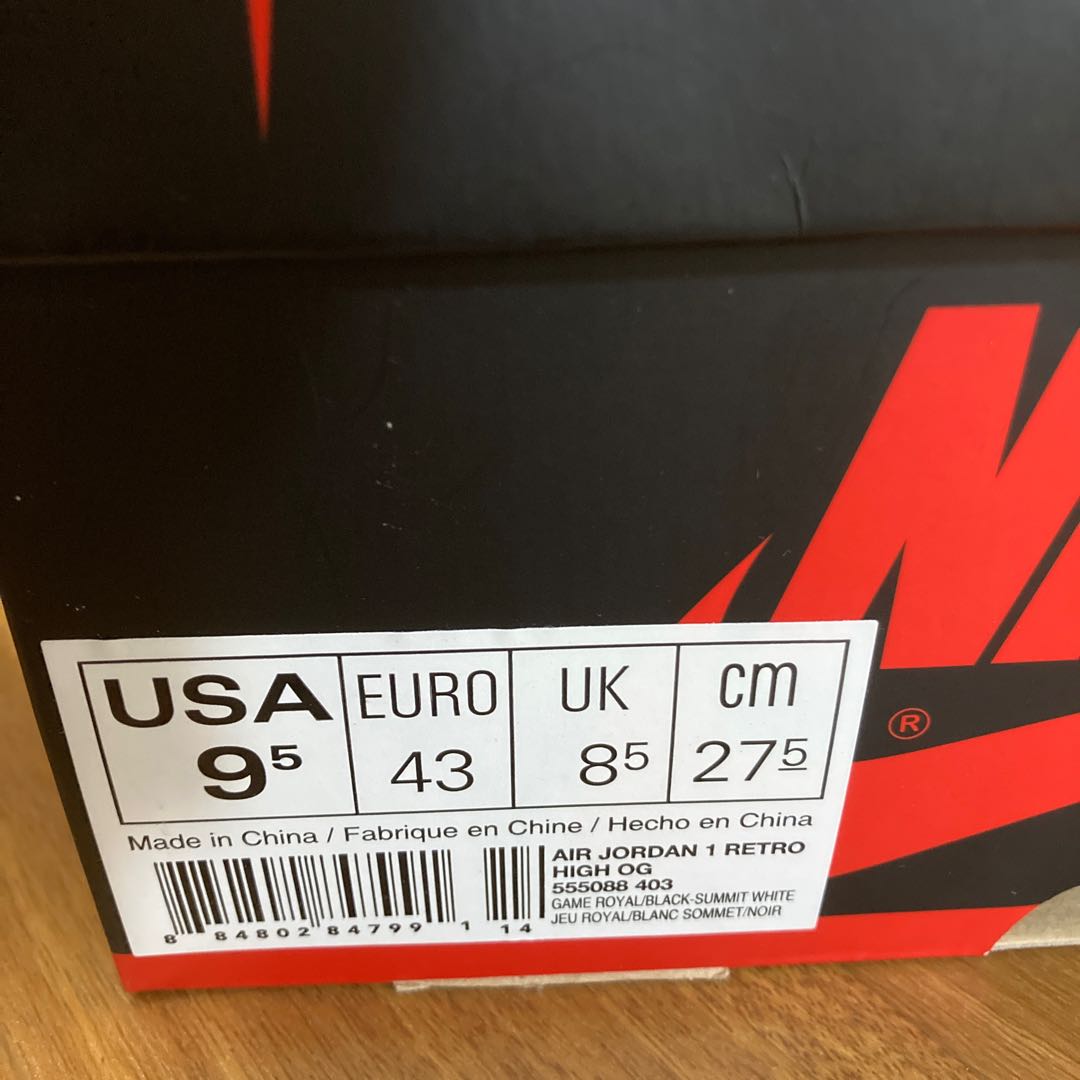 NI
®
USA EURO UK cm
9⁵ 43 8⁵ 27⁵
Made in China / Fabrique en Chine / Hecho en China
AIR JORDAN 1 RETRO
HIGH OG
555088 403
GAME ROYAL/BLACK-SUMMIT WHITE
JEU ROYAL/BLANC SOMMET/NOIR
8 84802 84799 1 14